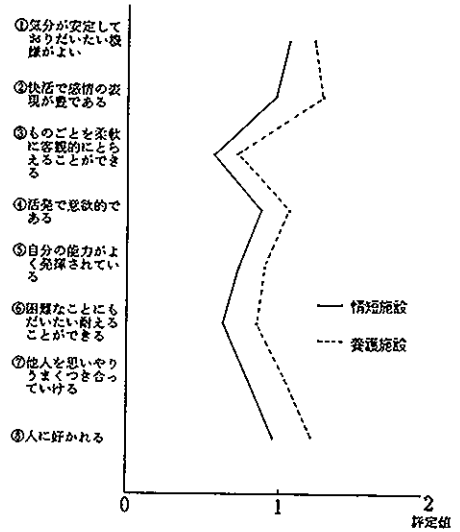 ①気分が安定して
おりだいたい機
嫌がよい
②快活で感情の表
現が豊である
③ものごとを柔軟
に客観的にとら
えることができ
る
④活発で意欲的で
ある
⑤自分の能力がよ
く発揮されてい
る
⑥困難なことにも
だいたい耐える
ことができる
⑦他人を思いやり
うまくつき合っ
ていける
⑧人に好かれる
情短施設
養護施設
0
1
2
評定値